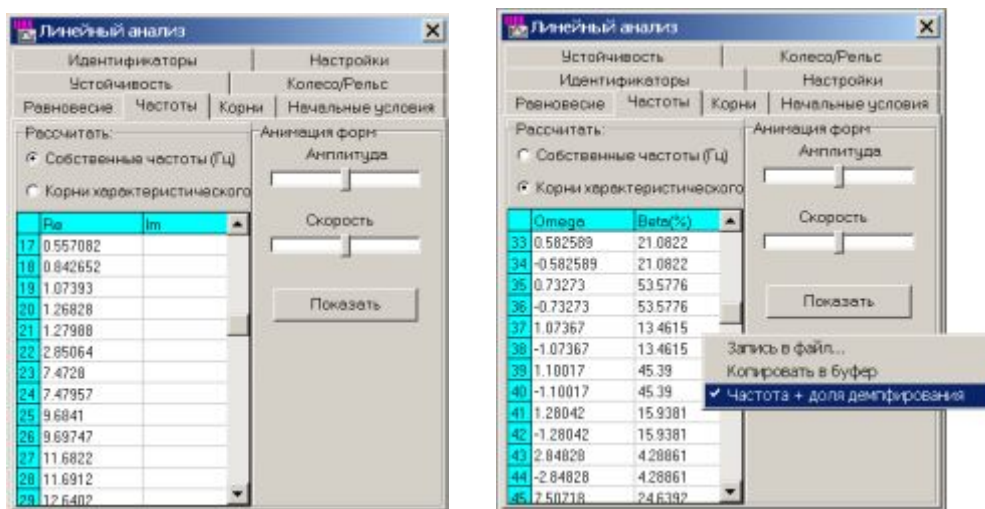 Линейный анализ
Идентификаторы Настройки
Устойчивость Колесо/Рельс
Равновесие Частоты Корни Начальные условия
Рассчитать:
Собственные частоты (Гц)
Корни характеристического
Анимация форм
Амплитуда
Скорость
Показать
Re Im
17 0.557082
18 0.842652
19 1.07393
20 1.26828
21 1.27988
22 2.85064
23 7.4728
24 7.47957
25 9.6841
26 9.69747
27 11.6822
28 11.6912
29 12.6402
Линейный анализ
Устойчивость Колесо/Рельс
Идентификаторы Настройки
Равновесие Частоты Корни Начальные условия
Рассчитать:
Собственные частоты (Гц)
Корни характеристического
Анимация форм
Амплитуда
Скорость
Показать
Omega Beta(%)
33 0.582589 21.0822
34 -0.582589 21.0822
35 0.73273 53.5776
36 -0.73273 53.5776
37 1.07367 13.4615
38 -1.07367 13.4615
39 1.10017 45.39
40 -1.10017 45.39
41 1.28042 15.9381
42 -1.28042 15.9381
43 2.84828 4.28861
44 -2.84828 4.28861
45 7.50718 24.6392
Запись в файл...
Копировать в буфер
Частота + доля демпфирования